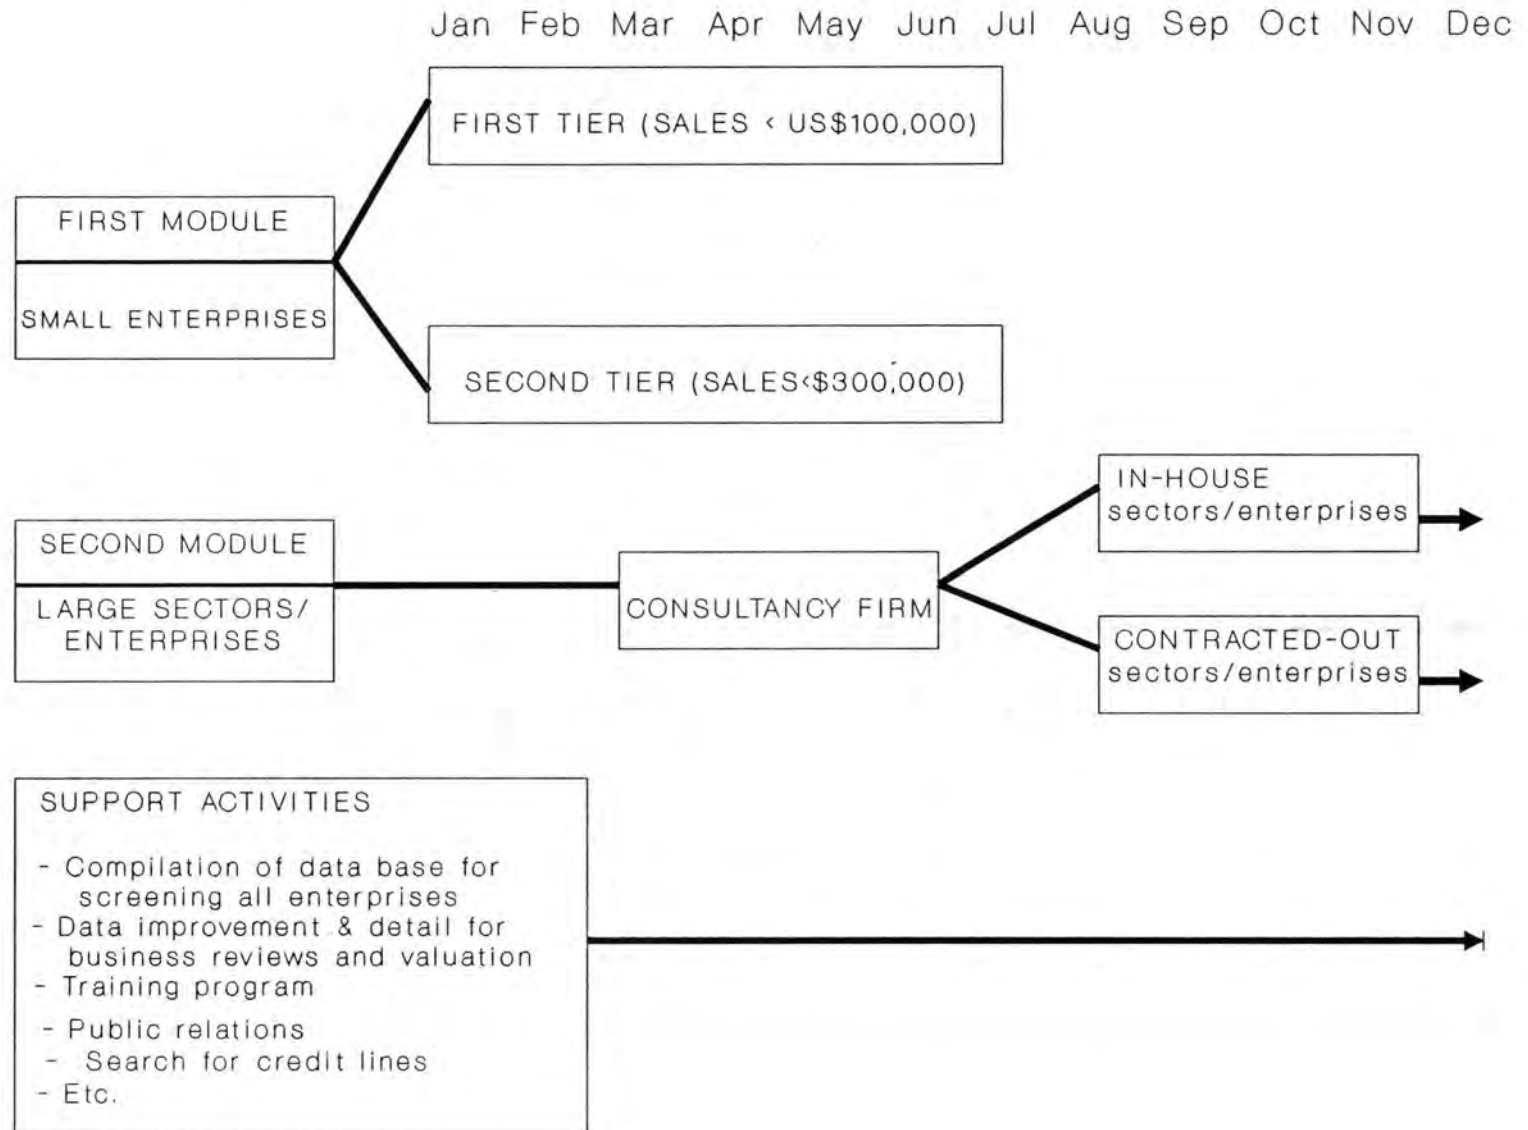 Jan Feb Mar Apr May Jun Jul Aug Sep Oct Nov Dec
FIRST TIER (SALES < US$100,000)
FIRST MODULE
SMALL ENTERPRISES
SECOND TIER (SALES<$300,000)
IN-HOUSE
sectors/enterprises
SECOND MODULE
LARGE SECTORS/
ENTERPRISES
CONSULTANCY FIRM
CONTRACTED-OUT
sectors/enterprises
SUPPORT ACTIVITIES
- Compilation of data base for
screening all enterprises
- Data improvement & detail for
business reviews and valuation
- Training program
- Public relations
- Search for credit lines
- Etc.